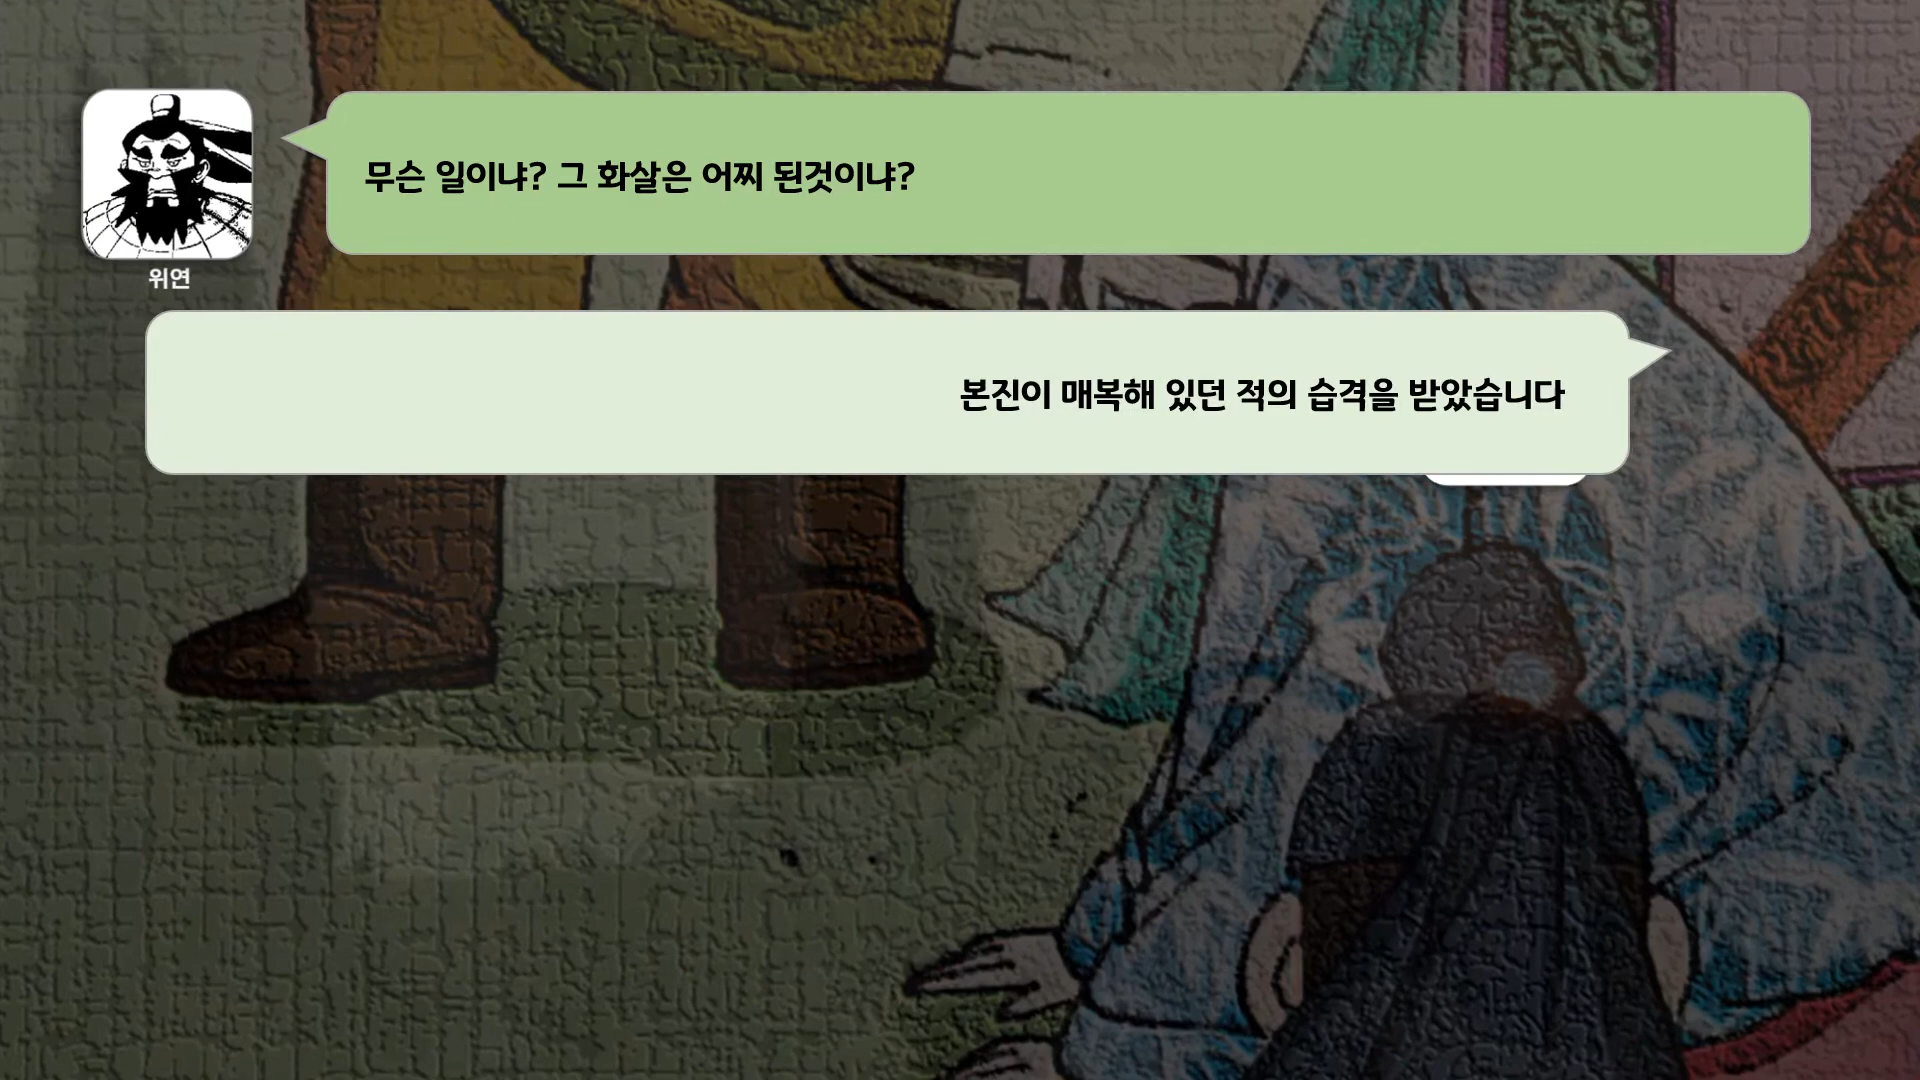 무슨 일이냐? 그 화살은 어찌 된것이냐?
위연
본진이 매복해 있던 적의 습격을 받았습니다